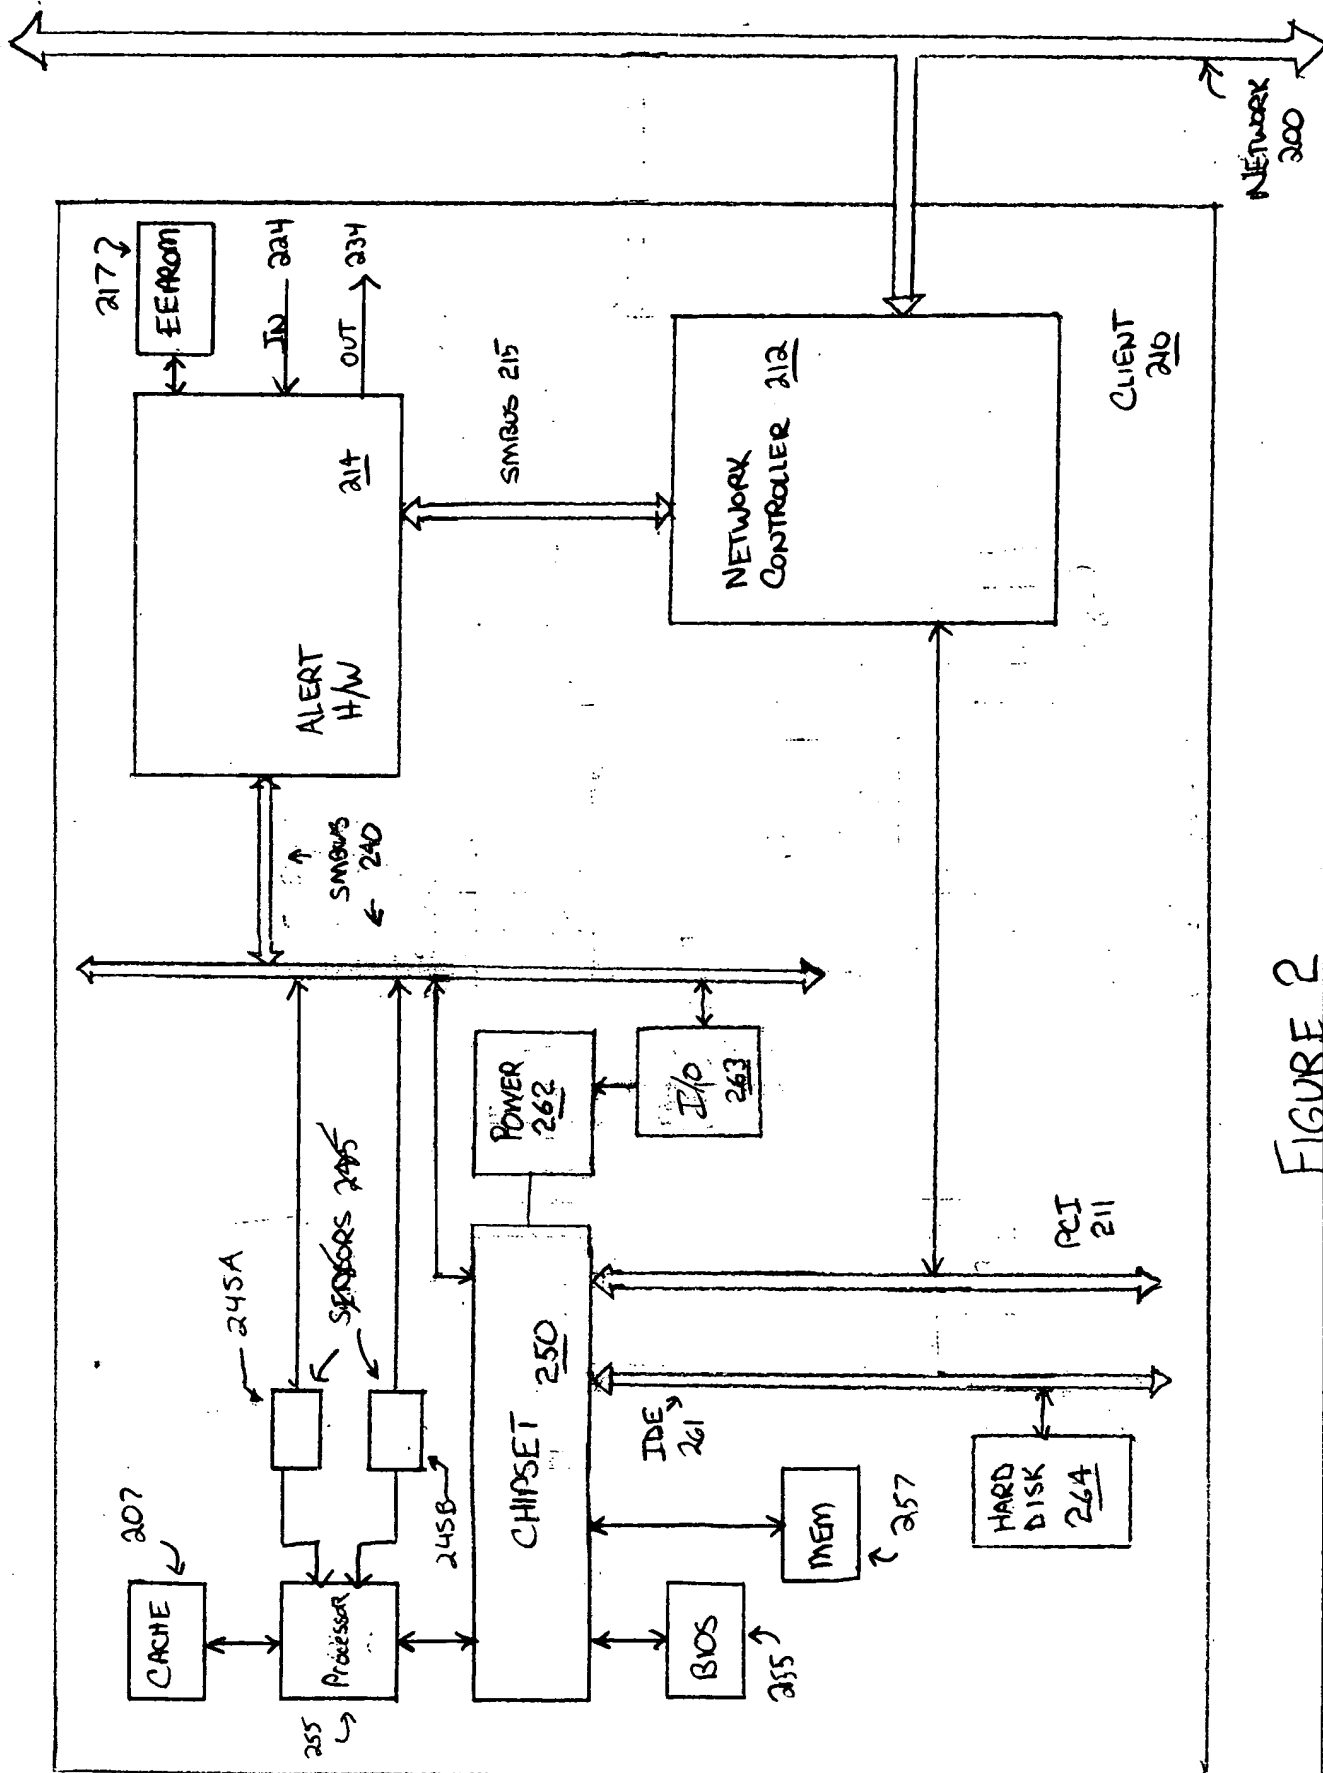 CACHE
207
255
Processor
245A
245B
SENSORS 245
SMBUS
240
ALERT
H/W
214
217
EEAROM
IN
224
OUT
234
CHIPSET 250
POWER
262
I/O
263
SMBUS 215
BIOS
MEM
257
IDE
261
NETWORK
CONTROLLER 212
HARD
DISK
264
PCI
211
CLIENT
210
NETWORK
200
FIGURE 2